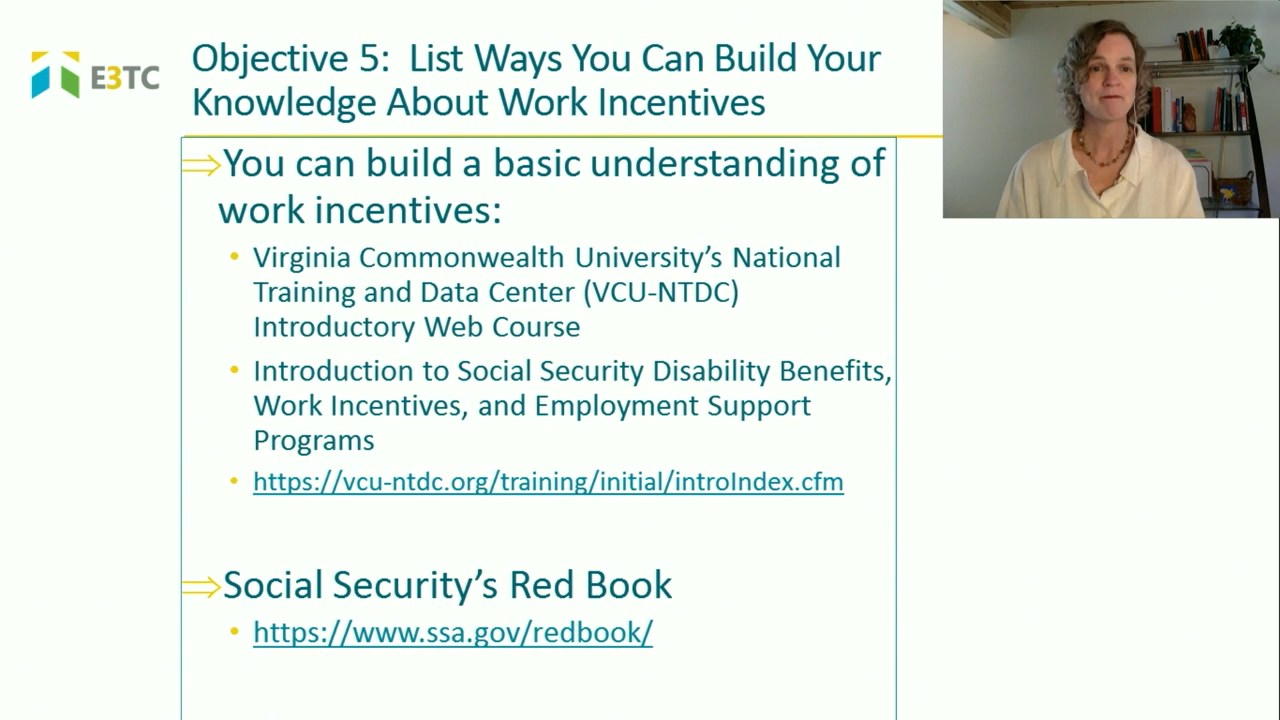 E3TC
Objective 5: List Ways You Can Build Your
Knowledge About Work Incentives
⇒You can build a basic understanding of
work incentives:
• Virginia Commonwealth University’s National
Training and Data Center (VCU-NTDC)
Introductory Web Course
• Introduction to Social Security Disability Benefits,
Work Incentives, and Employment Support
Programs
• https://vcu-ntdc.org/training/initial/introIndex.cfm
⇒Social Security’s Red Book
• https://www.ssa.gov/redbook/